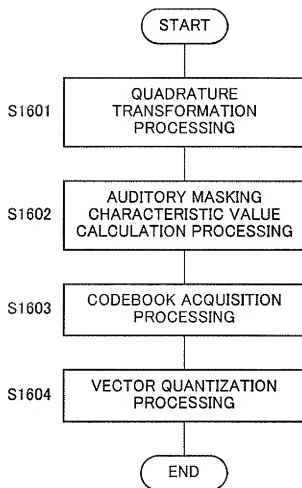 START
S1601
QUADRATURE
TRANSFORMATION
PROCESSING
S1602
AUDITORY MASKING
CHARACTERISTIC VALUE
CALCULATION PROCESSING
S1603
CODEBOOK ACQUISITION
PROCESSING
S1604
VECTOR QUANTIZATION
PROCESSING
END